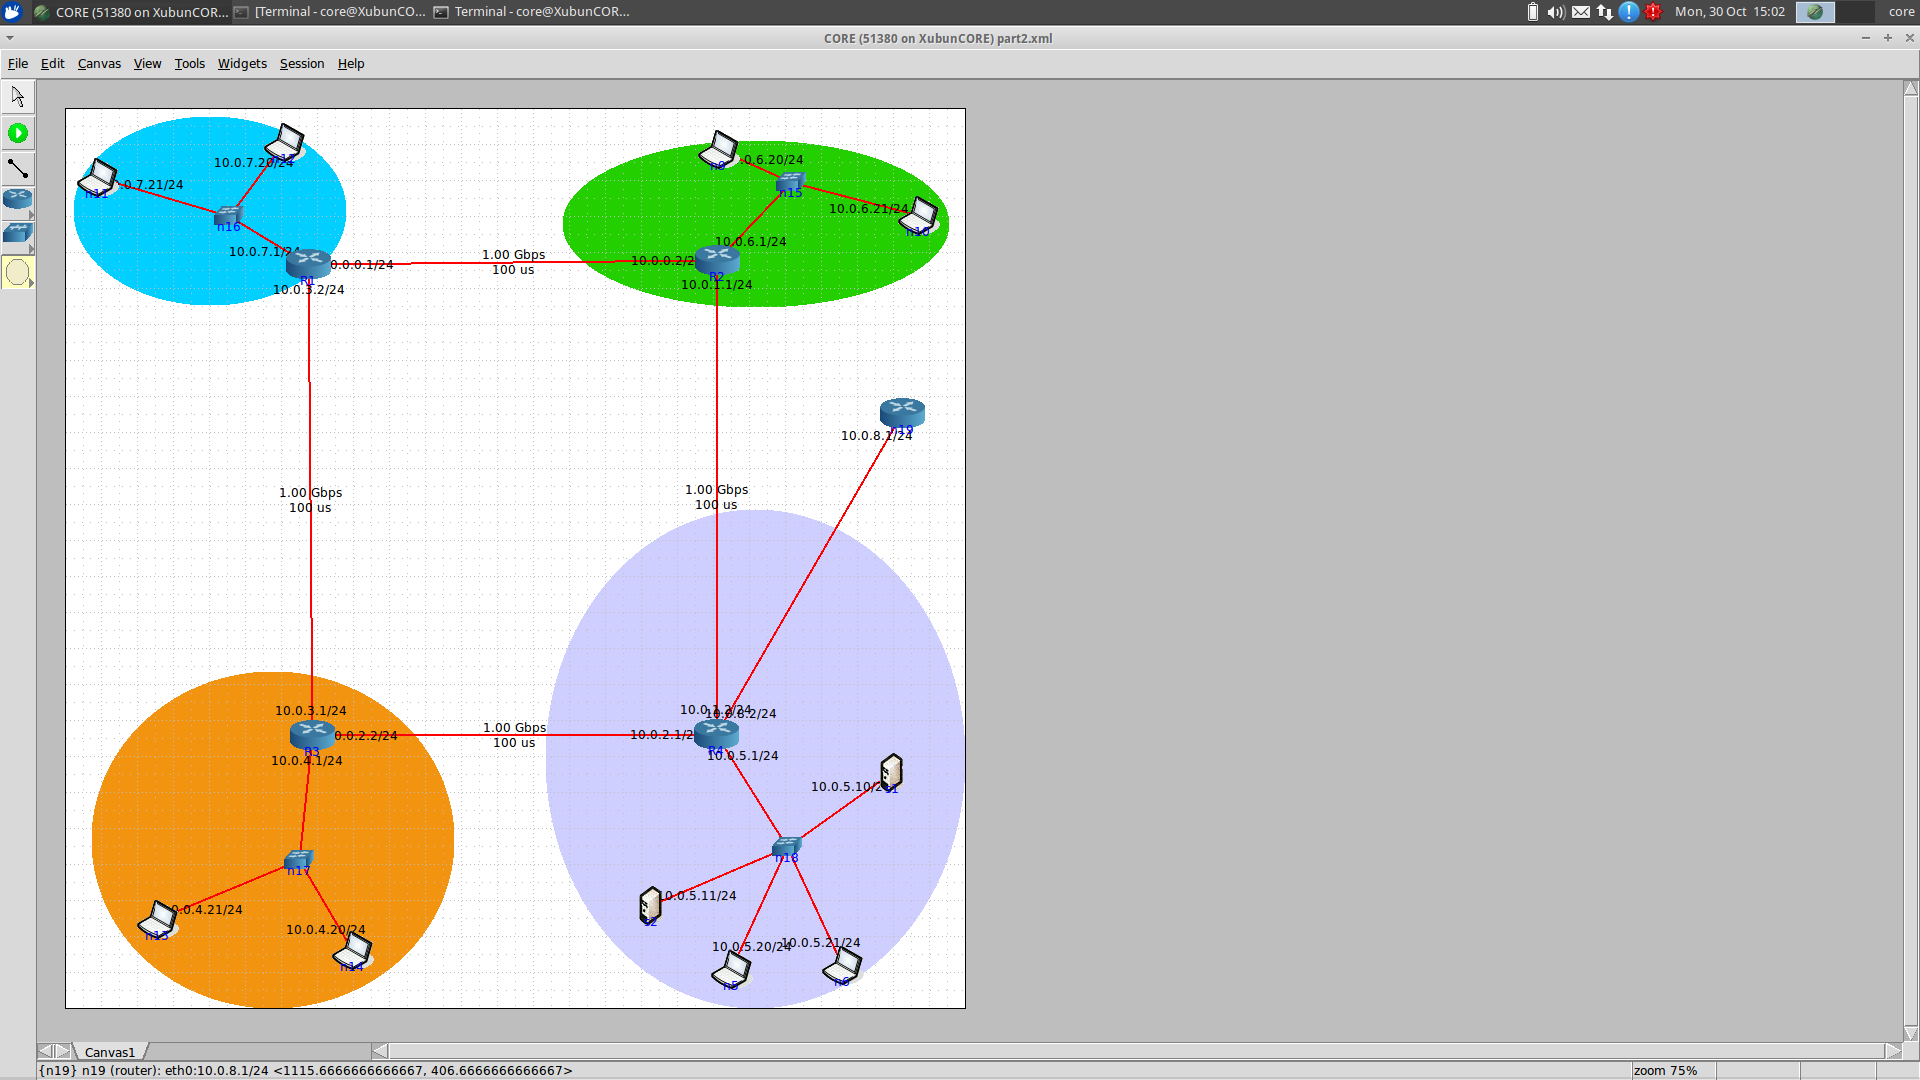 CORE (51380 on XubunCOR...
[Terminal - core@XubunCO...
Terminal - core@XubunCOR...
Mon, 30 Oct 15:02
core
CORE (51380 on XubunCORE) part2.xml
File Edit Canvas View Tools Widgets Session Help
10.0.7.20/24
.0.7.21/24
n11
n16
10.0.7.1/24
R1
0.0.0.1/24
10.0.3.2/24
1.00 Gbps
100 us
n9
.0.6.20/24
n15
10.0.6.21/24
n10
10.0.6.1/24
10.0.0.2/2
R2
10.0.1.1/24
n19
10.0.8.1/24
1.00 Gbps
100 us
1.00 Gbps
100 us
10.0.3.1/24
R3
0.0.2.2/24
10.0.4.1/24
1.00 Gbps
100 us
10.0.1.2/24
10.0.8.2/24
10.0.2.1/2
R4
10.0.5.1/24
10.0.5.10/2
s1
n18
n17
0.0.4.21/24
n13
10.0.4.20/24
n14
0.0.5.11/24
s2
10.0.5.20/24
10.0.5.21/24
n5
n6
Canvas1
{n19} n19 (router): eth0:10.0.8.1/24 <1115.6666666666667, 406.6666666666667>
zoom 75%